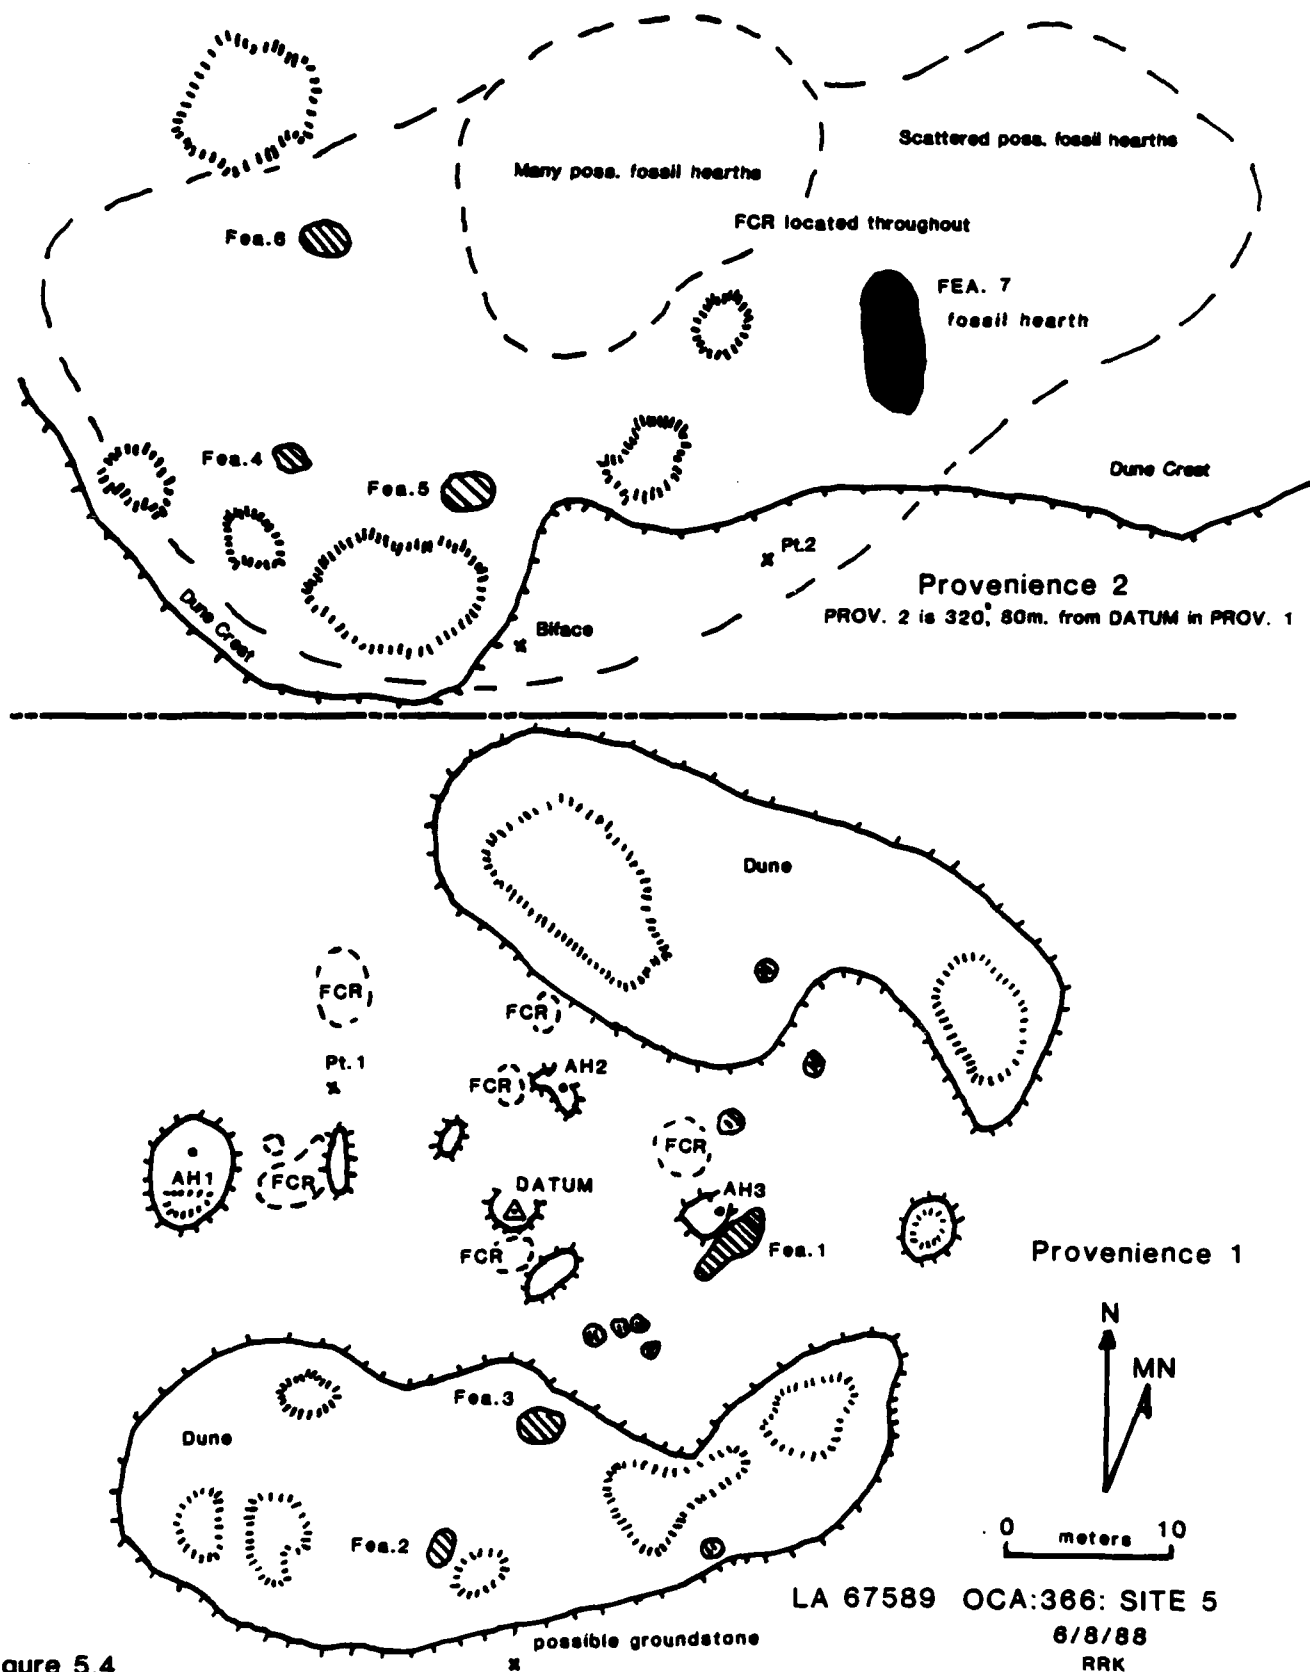 Many poss. fossil hearths
Scattered poss. fossil hearths
FCR located throughout
Fea.6
FEA. 7
fossil hearth
Fea.4
Fea.5
Dune Crest
Pt.2
Dune Crest
Biface
Provenience 2
PROV. 2 is 320°, 80m. from DATUM in PROV. 1
Dune
FCR
FCR
Pt.1
FCR
AH2
FCR
AH1
FCR
DATUM
AH3
FCR
Fea.1
Provenience 1
N
MN
Fea.3
Dune
Fea.2
0 meters 10
LA 67589 OCA:366: SITE 5
6/8/88
RRK
possible groundstone
gure 5.4